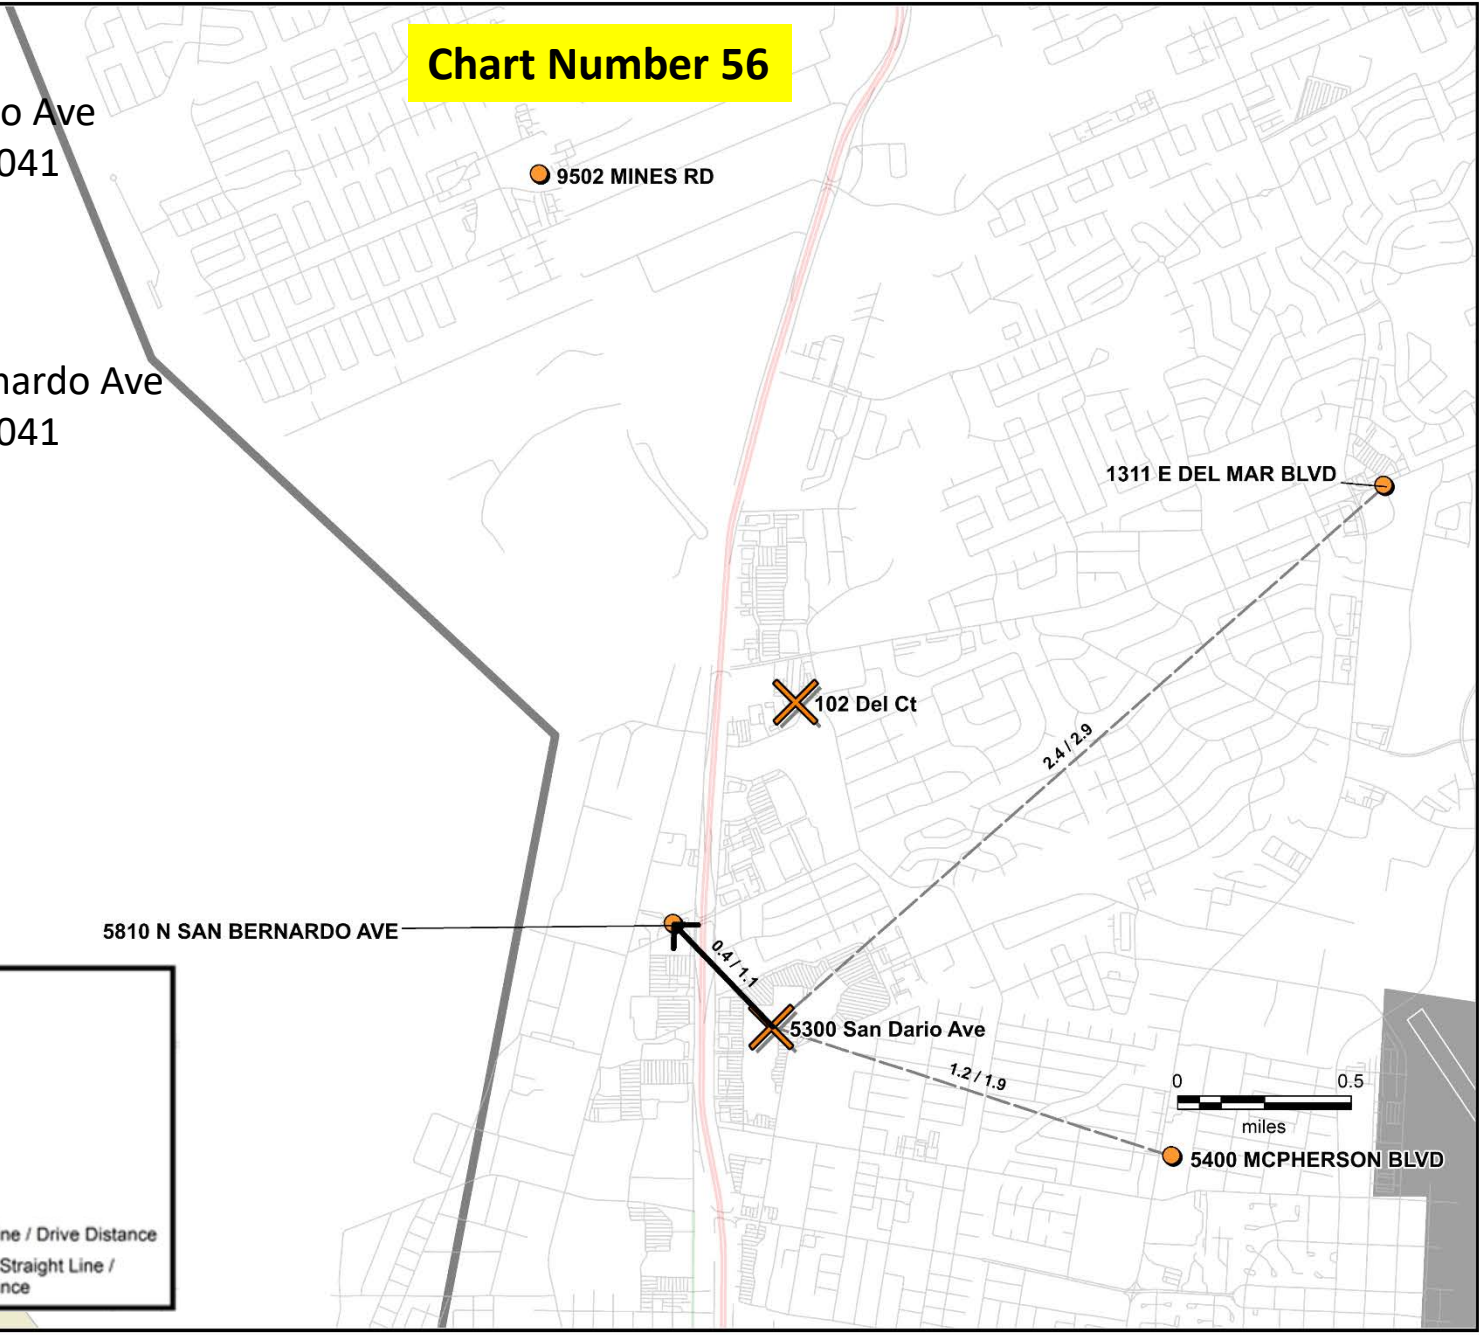 Chart Number 56
o Ave
041
9502 MINES RD
nardo Ave
041
1311 E DEL MAR BLVD
102 Del Ct
2.4 / 2.9
5810 N SAN BERNARDO AVE
0.4 / 1.1
5300 San Dario Ave
1.2 / 1.9
0 0.5
miles
5400 MCPHERSON BLVD
ne / Drive Distance
Straight Line /
nce